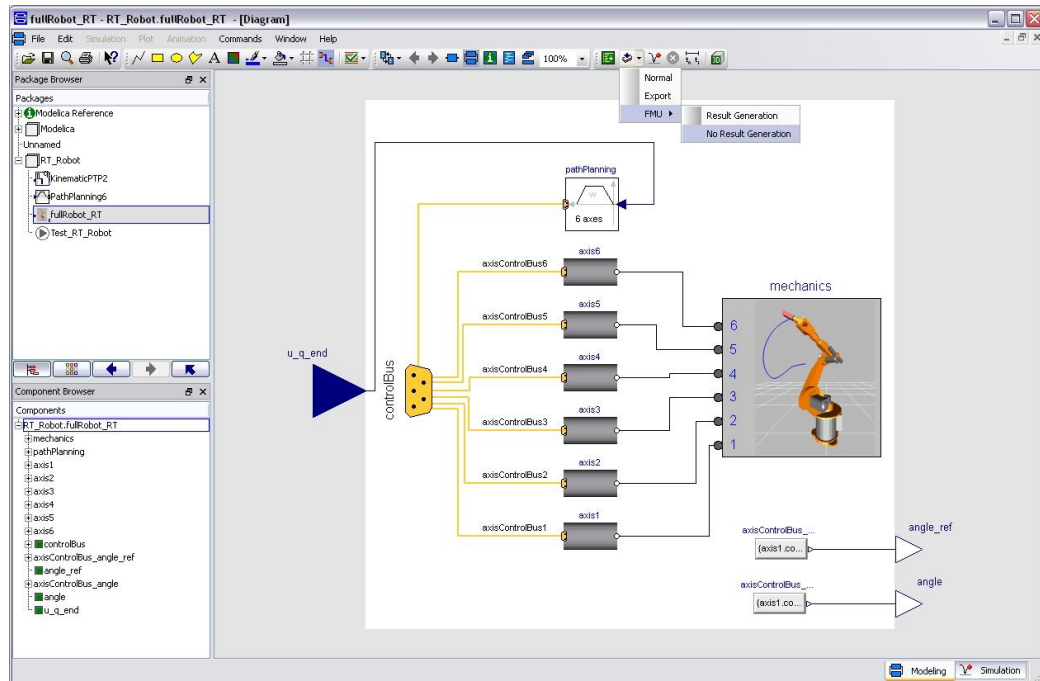 fullRobot_RT - RT_Robot.fullRobot_RT - [Diagram]
File Edit Simulation Plot Animation Commands Window Help
100%
Normal
Export
FMU
Result Generation
No Result Generation
Package Browser
Packages
Modelica Reference
Modelica
Unnamed
RT_Robot
KinematicPTP2
PathPlanning6
fullRobot_RT
Test_RT_Robot
Component Browser
Components
RT_Robot.fullRobot_RT
mechanics
pathPlanning
axis1
axis2
axis3
axis4
axis5
axis6
controlBus
axisControlBus_angle_ref
angle_ref
axisControlBus_angle
angle
u_q_end
pathPlanning
w
6 axes
axis6
axisControlBus6
axis5
axisControlBus5
axis4
axisControlBus4
axis3
axisControlBus3
axis2
axisControlBus2
axis1
axisControlBus1
u_q_end
controlBus
mechanics
6
5
4
3
2
1
axisControlBus_...
{axis1.co...
angle_ref
axisControlBus_...
{axis1.co...
angle
Modeling
Simulation